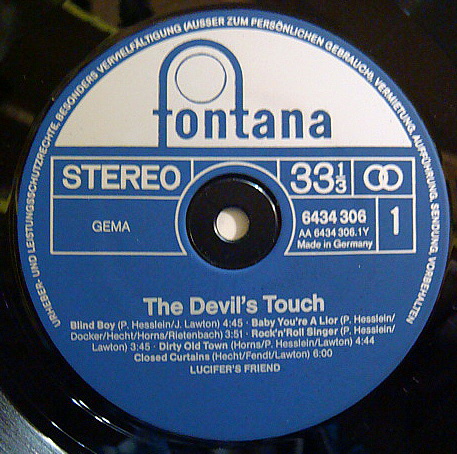 URHEBER- UND LEISTUNGSSCHUTZRECHTE, BESONDERS VERVIELFÄLTIGUNG (AUSSER ZUM PERSÖNLICHEN GEBRAUCH), VERMIETUNG, AUFFÜHRUNG, SENDUNG, VORBEHALTEN
fontana
STEREO
33⅓
GEMA
6434 306
AA 6434 306.1Y
Made in Germany
1
The Devil's Touch
Blind Boy (P. Hesslein/J. Lawton) 4:45 · Baby You're A Lior (P. Hesslein/
Docker/Hecht/Horns/Rietenbach) 3:51 · Rock'n'Roll Singer (P. Hesslein/
Lawton) 3:45 · Dirty Old Town (Horns/P. Hesslein/Lawton) 4:44
Closed Curtains (Hecht/Fendt/Lawton) 6:00
LUCIFER'S FRIEND